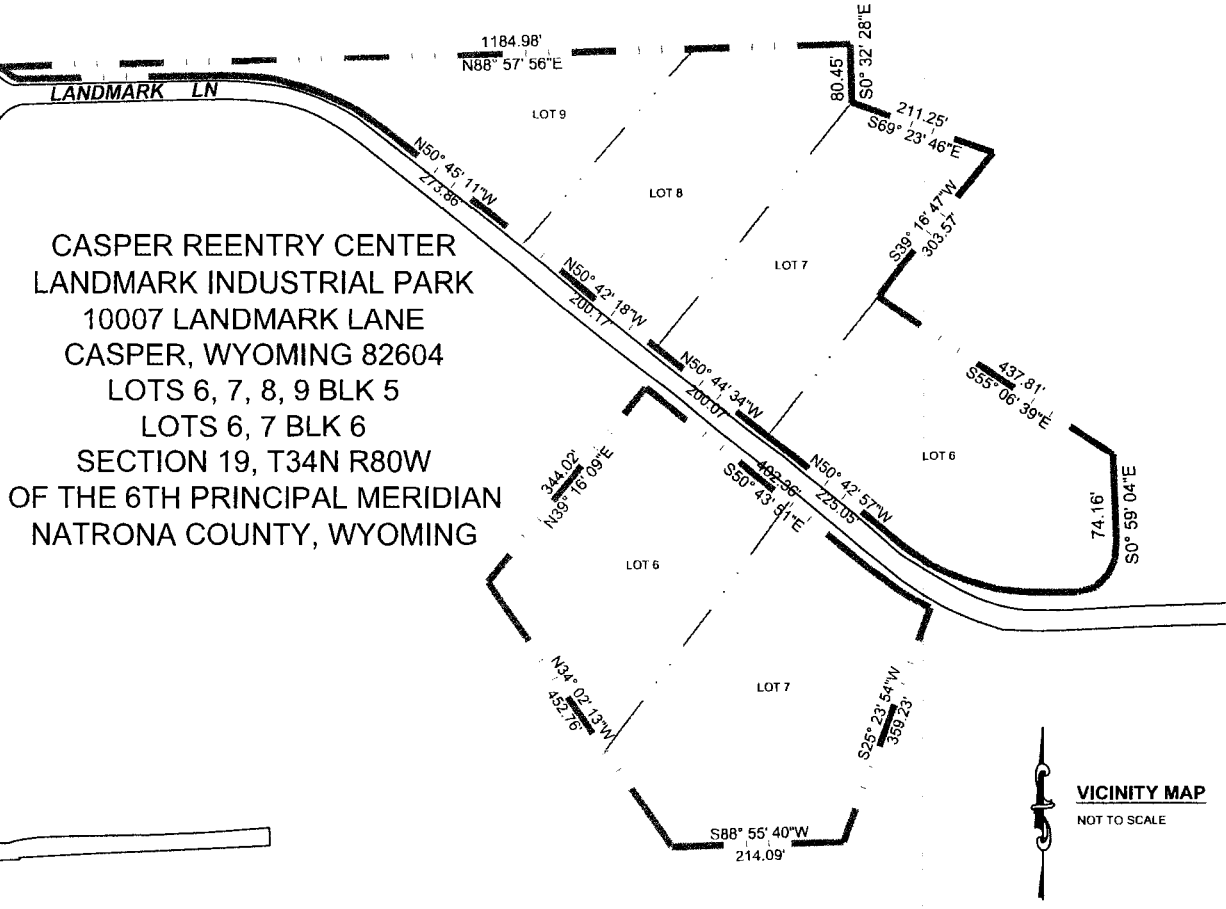 1184.98'
N88° 57' 56"E
80.45'
S0° 32' 28"E
LANDMARK LN
LOT 9
211.25'
S69° 23' 46"E
N50° 45' 11"W
273.86'
LOT 8
S39° 16' 47"W
303.57'
LOT 7
CASPER REENTRY CENTER
LANDMARK INDUSTRIAL PARK
10007 LANDMARK LANE
CASPER, WYOMING 82604
LOTS 6, 7, 8, 9 BLK 5
LOTS 6, 7 BLK 6
SECTION 19, T34N R80W
OF THE 6TH PRINCIPAL MERIDIAN
NATRONA COUNTY, WYOMING
N50° 42' 18"W
200.17'
N50° 44' 34"W
200.07'
437.81'
S55° 06' 39"E
LOT 6
N50° 42' 57"W
225.05'
402.36'
S50° 43' 51"E
344.02'
N39° 16' 09"E
74.16'
S0° 59' 04"E
LOT 6
LOT 7
N34° 02' 13"W
452.76'
S25° 23' 54"W
359.23'
S88° 55' 40"W
214.09'
VICINITY MAP
NOT TO SCALE